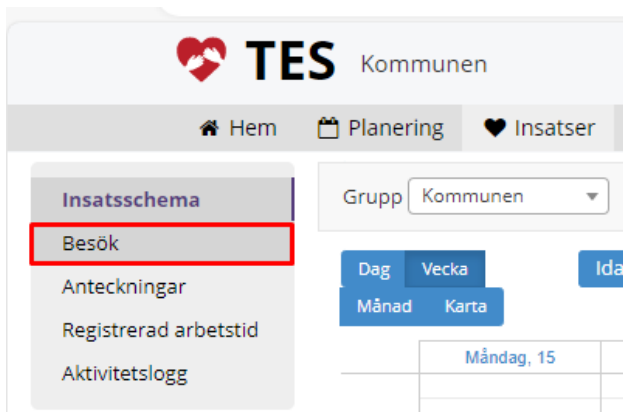 TES Kommunen
Hem Planering Insatser
Insatsschema
Besök
Anteckningar
Registrerad arbetstid
Aktivitetslogg
Grupp Kommunen
Dag Vecka
Månad Karta
Måndag, 15